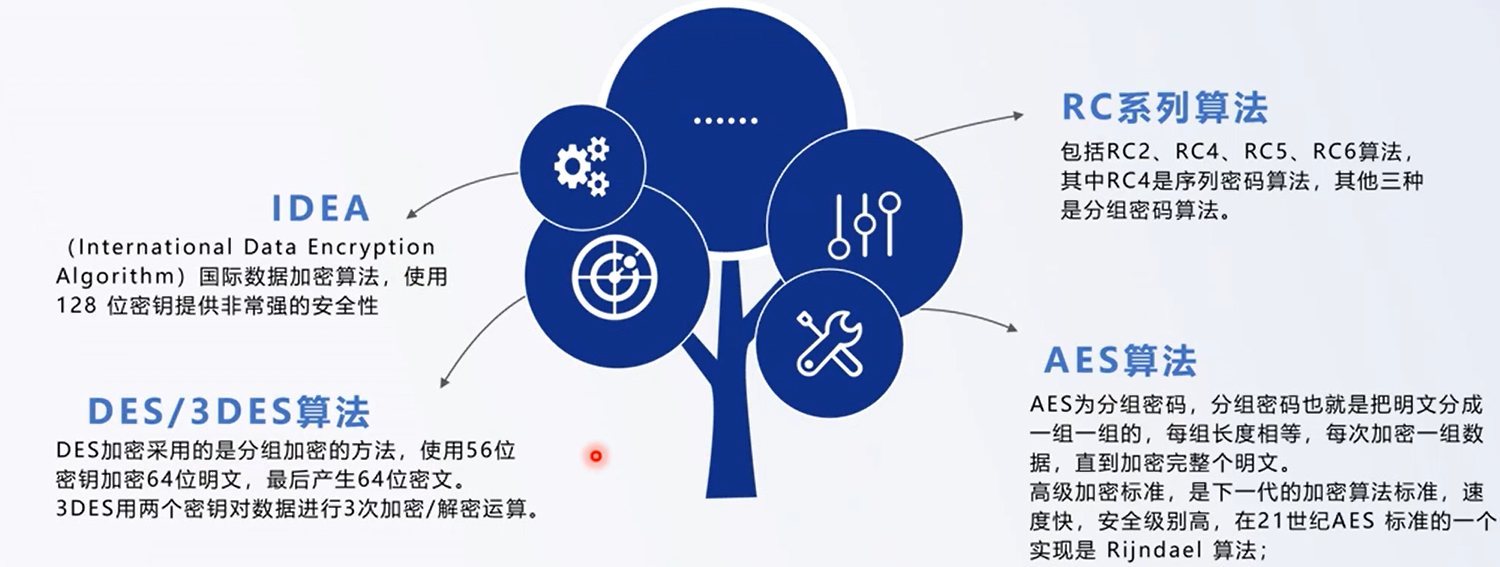 ......
IDEA
（International Data Encryption
Algorithm）国际数据加密算法，使用
128 位密钥提供非常强的安全性
DES/3DES算法
DES加密采用的是分组加密的方法，使用56位
密钥加密64位明文，最后产生64位密文。
3DES用两个密钥对数据进行3次加密/解密运算。
RC系列算法
包括RC2、RC4、RC5、RC6算法，
其中RC4是序列密码算法，其他三种
是分组密码算法。
AES算法
AES为分组密码，分组密码也就是把明文分成
一组一组的，每组长度相等，每次加密一组数
据，直到加密完整个明文。
高级加密标准，是下一代的加密算法标准，速
度快，安全级别高，在21世纪AES 标准的一个
实现是 Rijndael 算法；